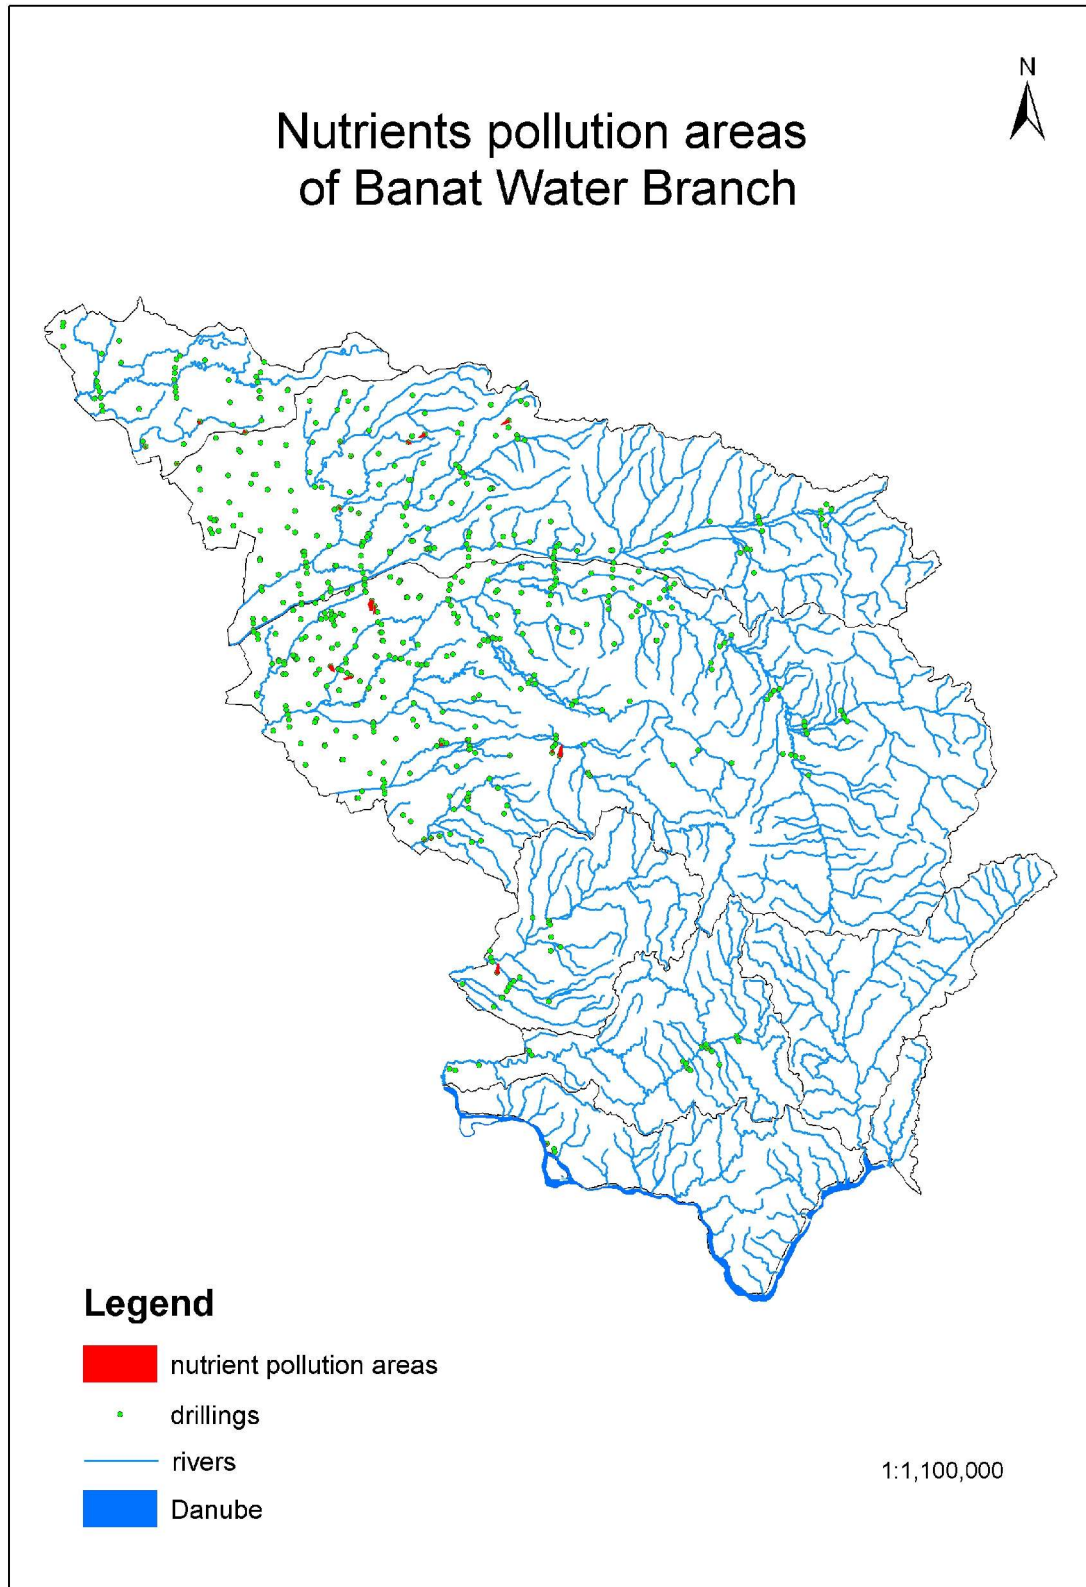 N
Nutrients pollution areas
of Banat Water Branch
Legend
nutrient pollution areas
drillings
rivers
1:1,100,000
Danube